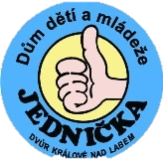 Dům dětí a mládeže
JEDNIČKA
DVŮR KRÁLOVÉ NAD LABEM